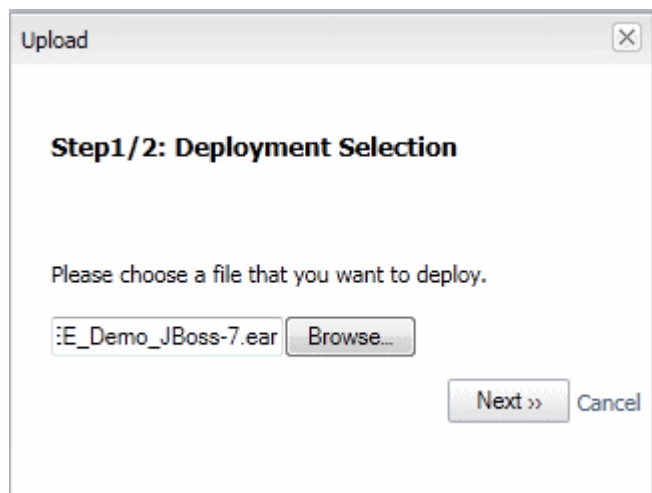 Upload
Step1/2: Deployment Selection
Please choose a file that you want to deploy.
E_Demo_JBoss-7.ear Browse...
Next »
Cancel